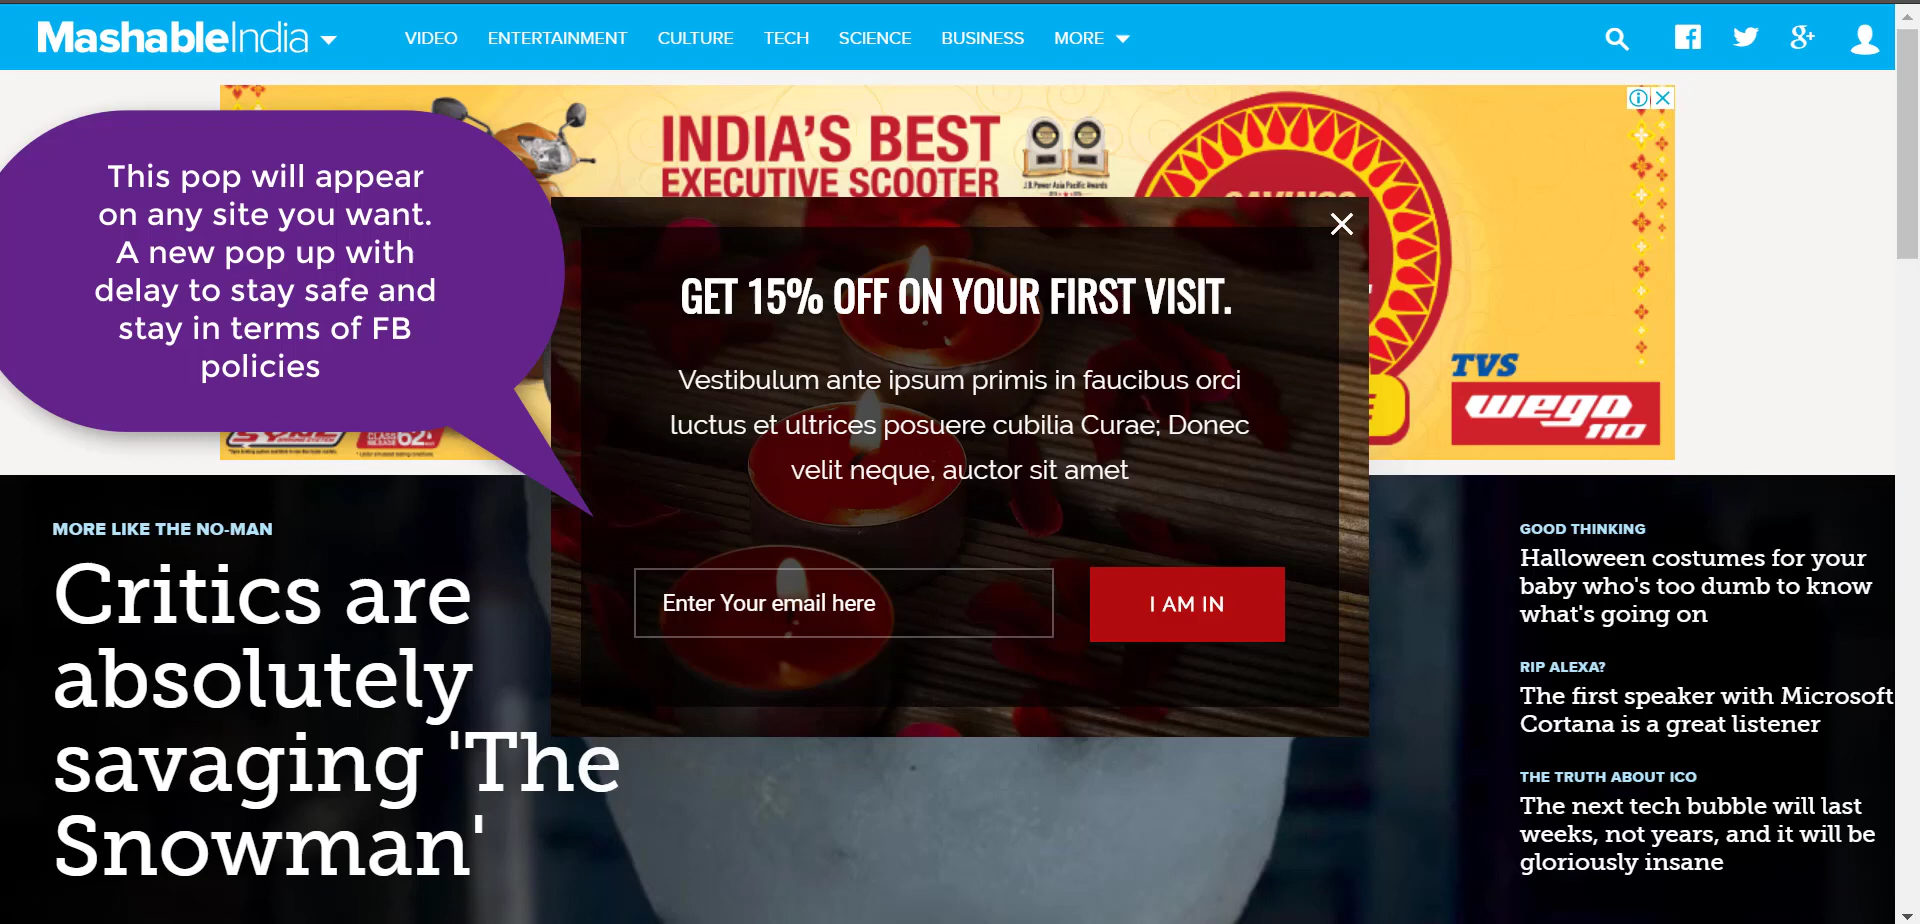 MashableIndia
VIDEO ENTERTAINMENT CULTURE TECH SCIENCE BUSINESS MORE
INDIA'S BEST
EXECUTIVE SCOOTER
J.D. Power Asia Pacific Awards
This pop will appear
on any site you want.
A new pop up with
delay to stay safe and
stay in terms of FB
policies
GET 15% OFF ON YOUR FIRST VISIT.
Vestibulum ante ipsum primis in faucibus orci
luctus et ultrices posuere cubilia Curae; Donec
velit neque, auctor sit amet
Enter Your email here
I AM IN
TVS
wego
110
MORE LIKE THE NO-MAN
Critics are
absolutely
savaging 'The
Snowman'
GOOD THINKING
Halloween costumes for your
baby who's too dumb to know
what's going on
RIP ALEXA?
The first speaker with Microsoft
Cortana is a great listener
THE TRUTH ABOUT ICO
The next tech bubble will last
weeks, not years, and it will be
gloriously insane